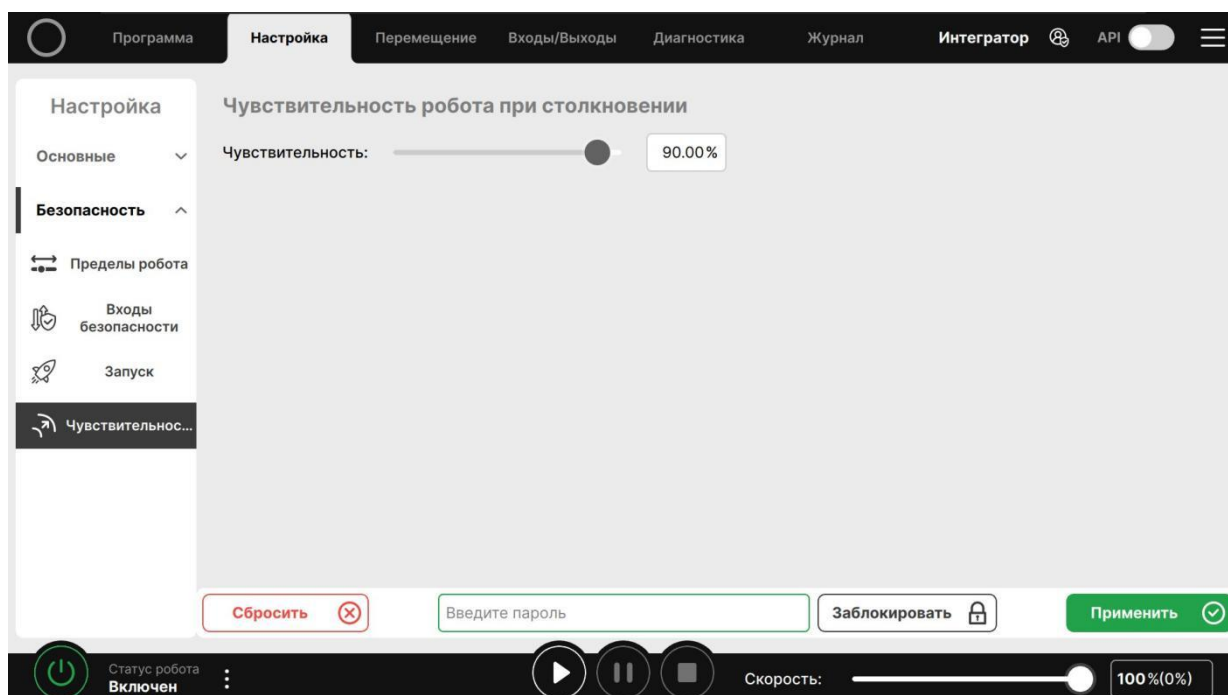 Программа Настройка Перемещение Входы/Выходы Диагностика Журнал Интегратор API
Настройка
Основные
Безопасность
Пределы робота
Входы
безопасности
Запуск
Чувствительнос...
Чувствительность робота при столкновении
Чувствительность: 90.00%
Сбросить Введите пароль Заблокировать Применить
Статус робота
Включен
Скорость: 100%(0%)